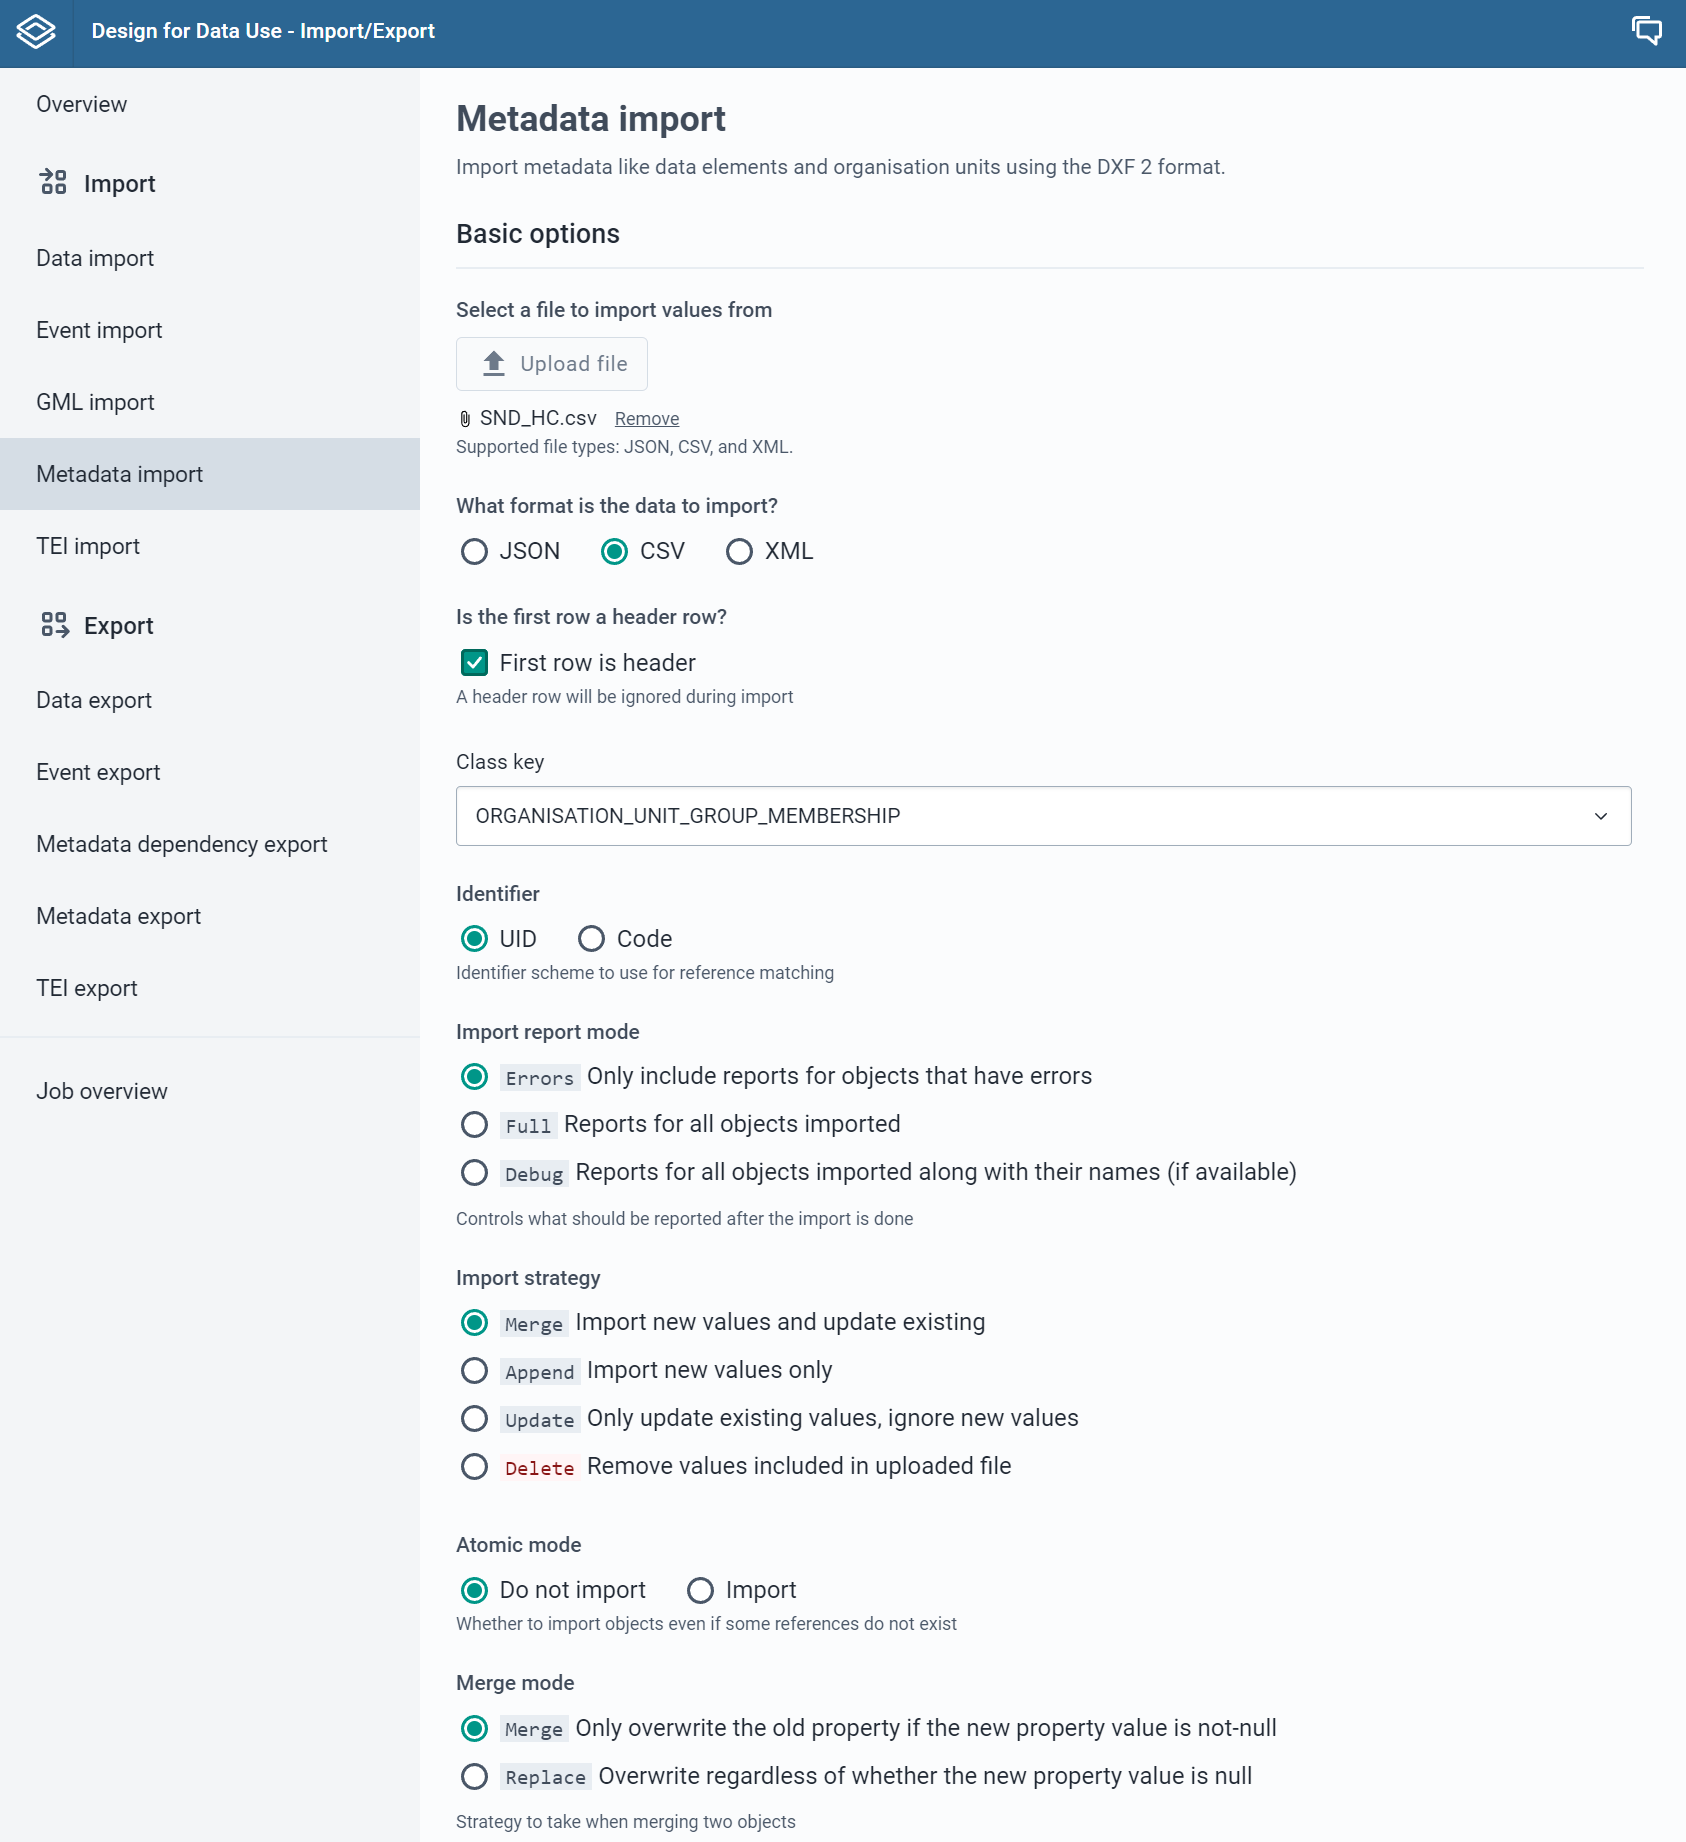 Design for Data Use - Import/Export
Overview
Import
Data import
Event import
GML import
Metadata import
TEI import
Export
Data export
Event export
Metadata dependency export
Metadata export
TEI export
Job overview
Metadata import
Import metadata like data elements and organisation units using the DXF 2 format.
Basic options
Select a file to import values from
Upload file
SND_HC.csv Remove
Supported file types: JSON, CSV, and XML.
What format is the data to import?
JSON CSV XML
Is the first row a header row?
First row is header
A header row will be ignored during import
Class key
ORGANISATION_UNIT_GROUP_MEMBERSHIP
Identifier
UID Code
Identifier scheme to use for reference matching
Import report mode
Errors Only include reports for objects that have errors
Full Reports for all objects imported
Debug Reports for all objects imported along with their names (if available)
Controls what should be reported after the import is done
Import strategy
Merge Import new values and update existing
Append Import new values only
Update Only update existing values, ignore new values
Delete Remove values included in uploaded file
Atomic mode
Do not import Import
Whether to import objects even if some references do not exist
Merge mode
Merge Only overwrite the old property if the new property value is not-null
Replace Overwrite regardless of whether the new property value is null
Strategy to take when merging two objects